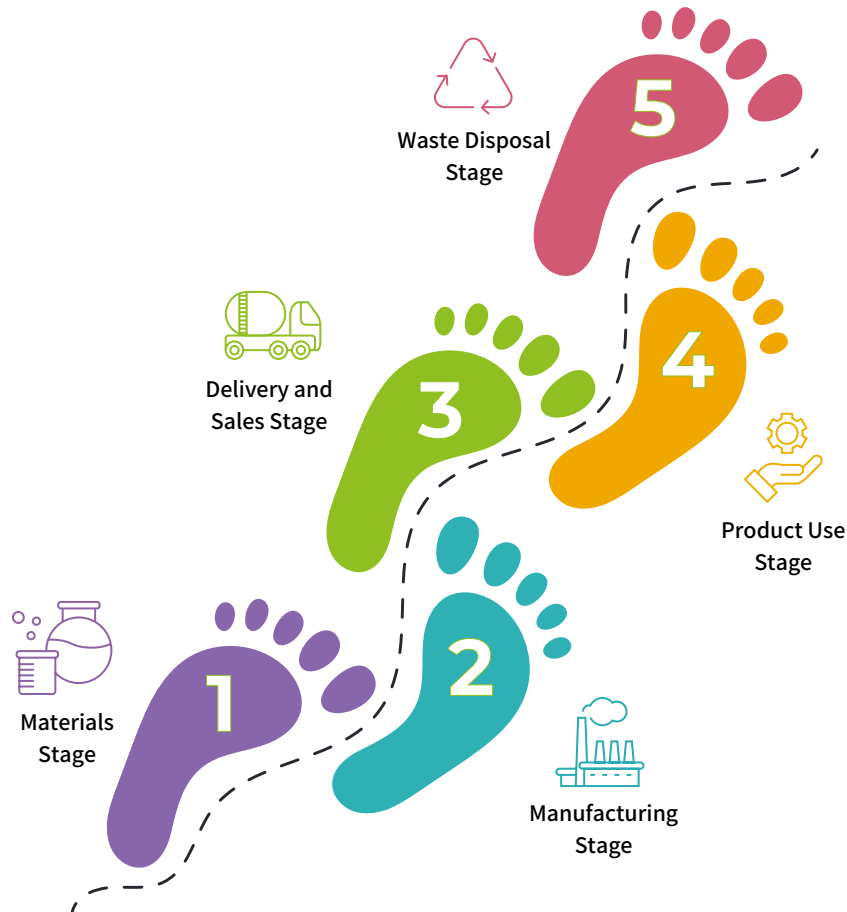 5
Waste Disposal
Stage
4
Delivery and
Sales Stage
3
Product Use
Stage
2
1
Materials
Stage
Manufacturing
Stage